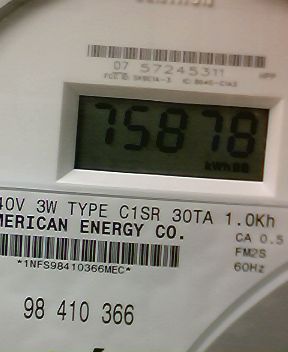 07 57245311
75878
kWh
40V 3W TYPE C1SR 30TA 1.0Kh
MERICAN ENERGY CO.
CA 0.5
FM2S
60Hz
*1NFS98410366MEC*
98 410 366